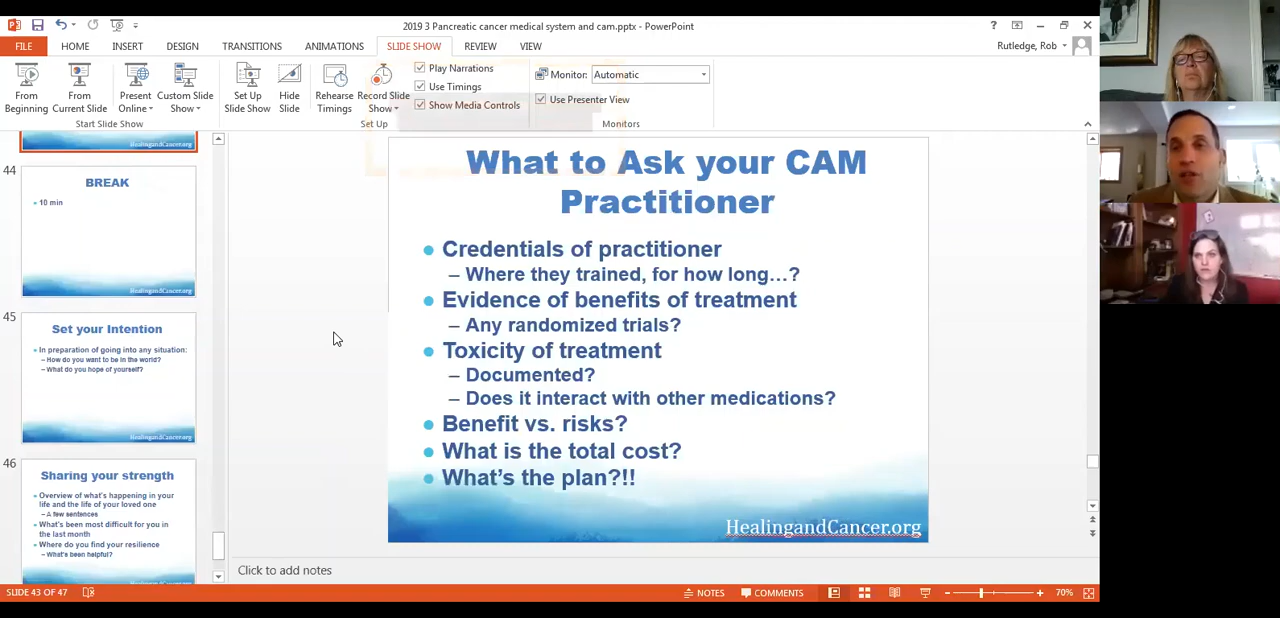 2019 3 Pancreatic cancer medical system and cam.pptx - PowerPoint
FILE HOME INSERT DESIGN TRANSITIONS ANIMATIONS SLIDE SHOW REVIEW VIEW
Rutledge, Rob
From Beginning
From Current Slide
Present Online
Custom Slide Show
Start Slide Show
Set Up Slide Show
Hide Slide
Rehearse Timings
Record Slide Show
Play Narrations
Use Timings
Show Media Controls
Set Up
Monitor: Automatic
Use Presenter View
Monitors
HealingandCancer.org
44
BREAK
10 min
HealingandCancer.org
45
Set your Intention
In preparation of going into any situation:
– How do you want to be in the world?
– What do you hope of yourself?
HealingandCancer.org
46
Sharing your strength
Overview of what's happening in your
life and the life of your loved one
– A few sentences
What's been most difficult for you in
the last month
Where do you find your resilience
– What's been helpful?
HealingandCancer.org
What to Ask your CAM
Practitioner
Credentials of practitioner
– Where they trained, for how long…?
Evidence of benefits of treatment
– Any randomized trials?
Toxicity of treatment
– Documented?
– Does it interact with other medications?
Benefit vs. risks?
What is the total cost?
What's the plan?!!
HealingandCancer.org
Click to add notes
SLIDE 43 OF 47
NOTES
COMMENTS
70%